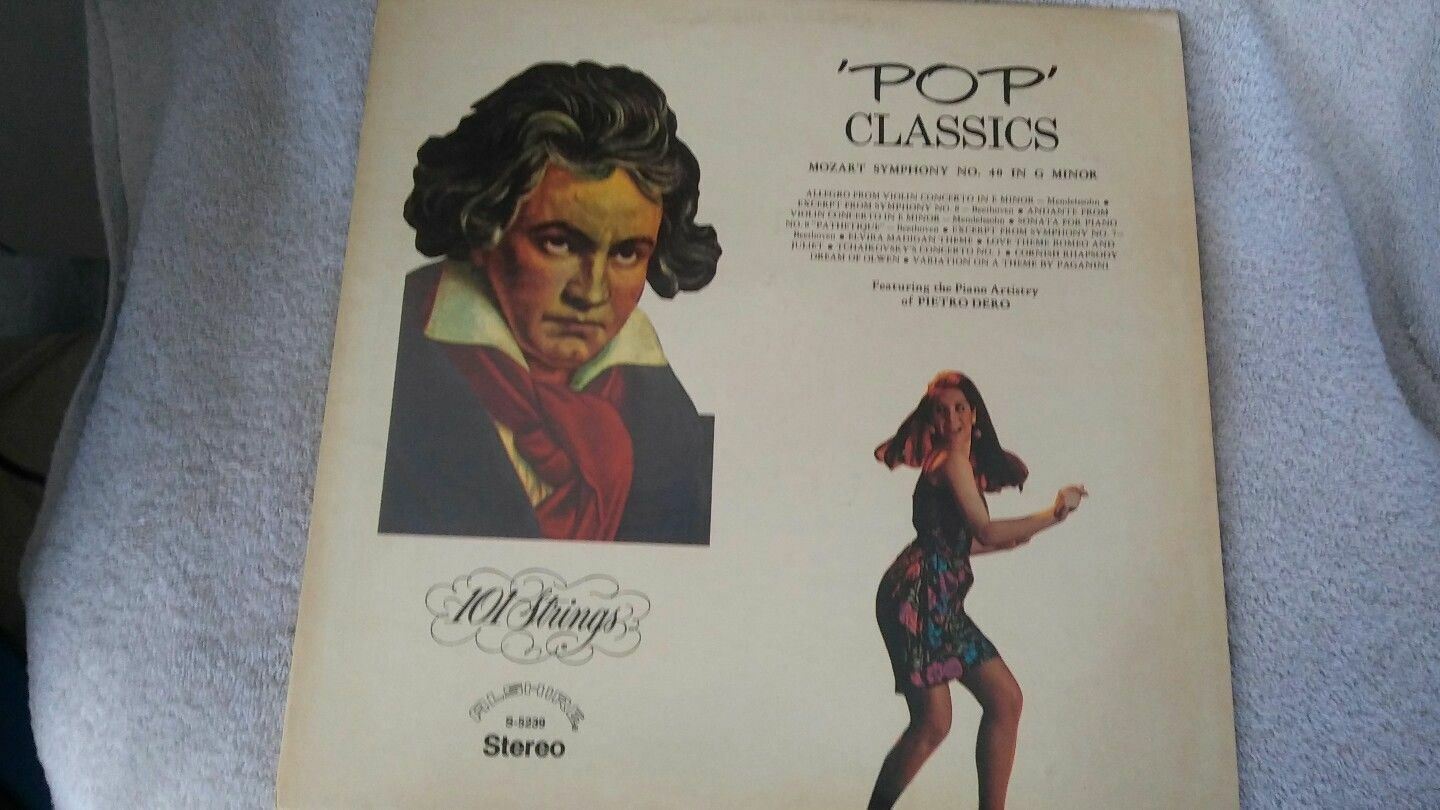 'POP'
CLASSICS
MOZART SYMPHONY NO. 40 IN G MINOR
ALLEGRO FROM VIOLIN CONCERTO IN E MINOR — Mendelssohn ★
EXCERPT FROM SYMPHONY NO. — Beethoven ★ ANDANTE FROM
VIOLIN CONCERTO IN E MINOR — Mendelssohn ★ SONATA FOR PIANO
NO. 8 "PATHETIQUE" — Beethoven ★ EXCERPT FROM SYMPHONY NO. 7—
Beethoven ★ ELVIRA MADIGAN THEME ★ LOVE THEME ROMEO AND
JULIET ★ TCHAIKOVSKY'S CONCERTO NO. 1 ★ CORNISH RHAPSODY
DREAM OF OLWEN ★ VARIATION ON A THEME BY PAGANINI
Featuring the Piano Artistry
of PIETRO DERO
101 Strings
ALSHIRE
S-5239
Stereo